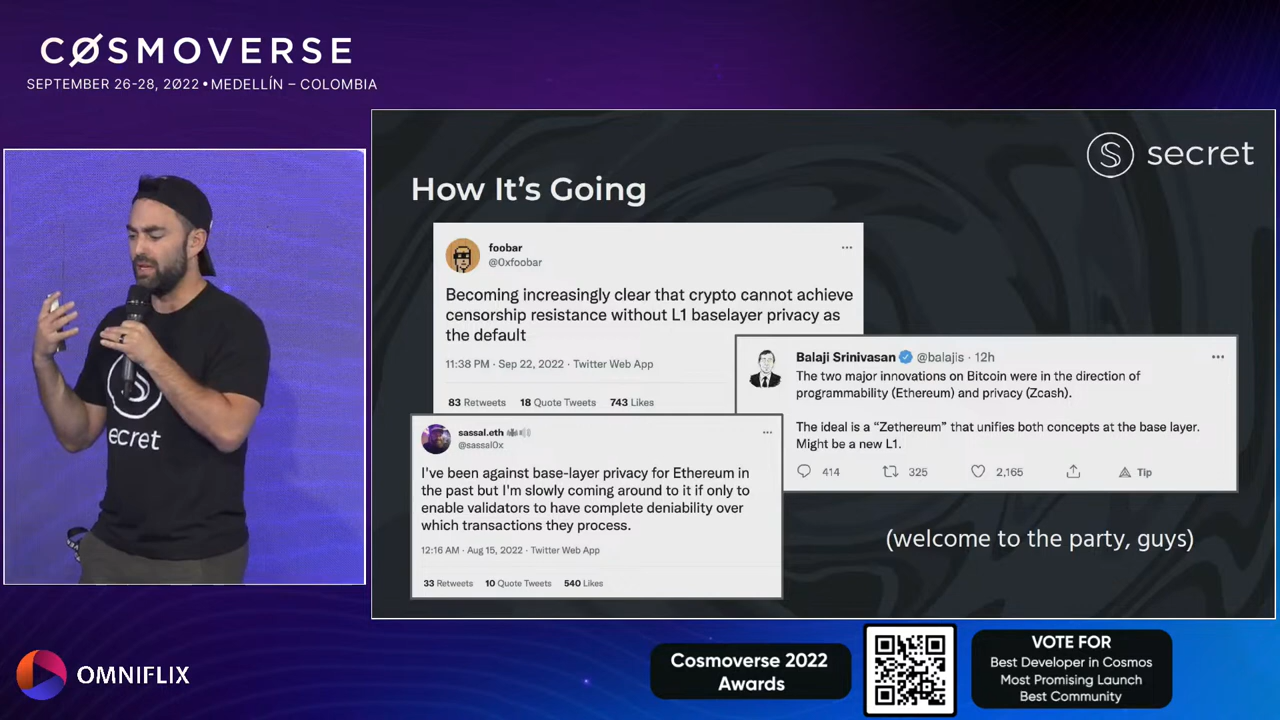 CØSMOVERSE
SEPTEMBER 26-28, 2Ø22 • MEDELLÍN – COLOMBIA
secret
How It's Going
foobar
@0xfoobar
Becoming increasingly clear that crypto cannot achieve
censorship resistance without L1 baselayer privacy as
the default
11:38 PM · Sep 22, 2022 · Twitter Web App
83 Retweets 18 Quote Tweets 743 Likes
Balaji Srinivasan @balajis · 12h
The two major innovations on Bitcoin were in the direction of
programmability (Ethereum) and privacy (Zcash).
The ideal is a “Zethereum” that unifies both concepts at the base layer.
Might be a new L1.
414 325 2,165 Tip
sassal.eth
@sassal0x
I've been against base-layer privacy for Ethereum in
the past but I'm slowly coming around to it if only to
enable validators to have complete deniability over
which transactions they process.
12:16 AM · Aug 15, 2022 · Twitter Web App
33 Retweets 10 Quote Tweets 540 Likes
(welcome to the party, guys)
ecret
OMNIFLIX
Cosmoverse 2022
Awards
VOTE FOR
Best Developer in Cosmos
Most Promising Launch
Best Community